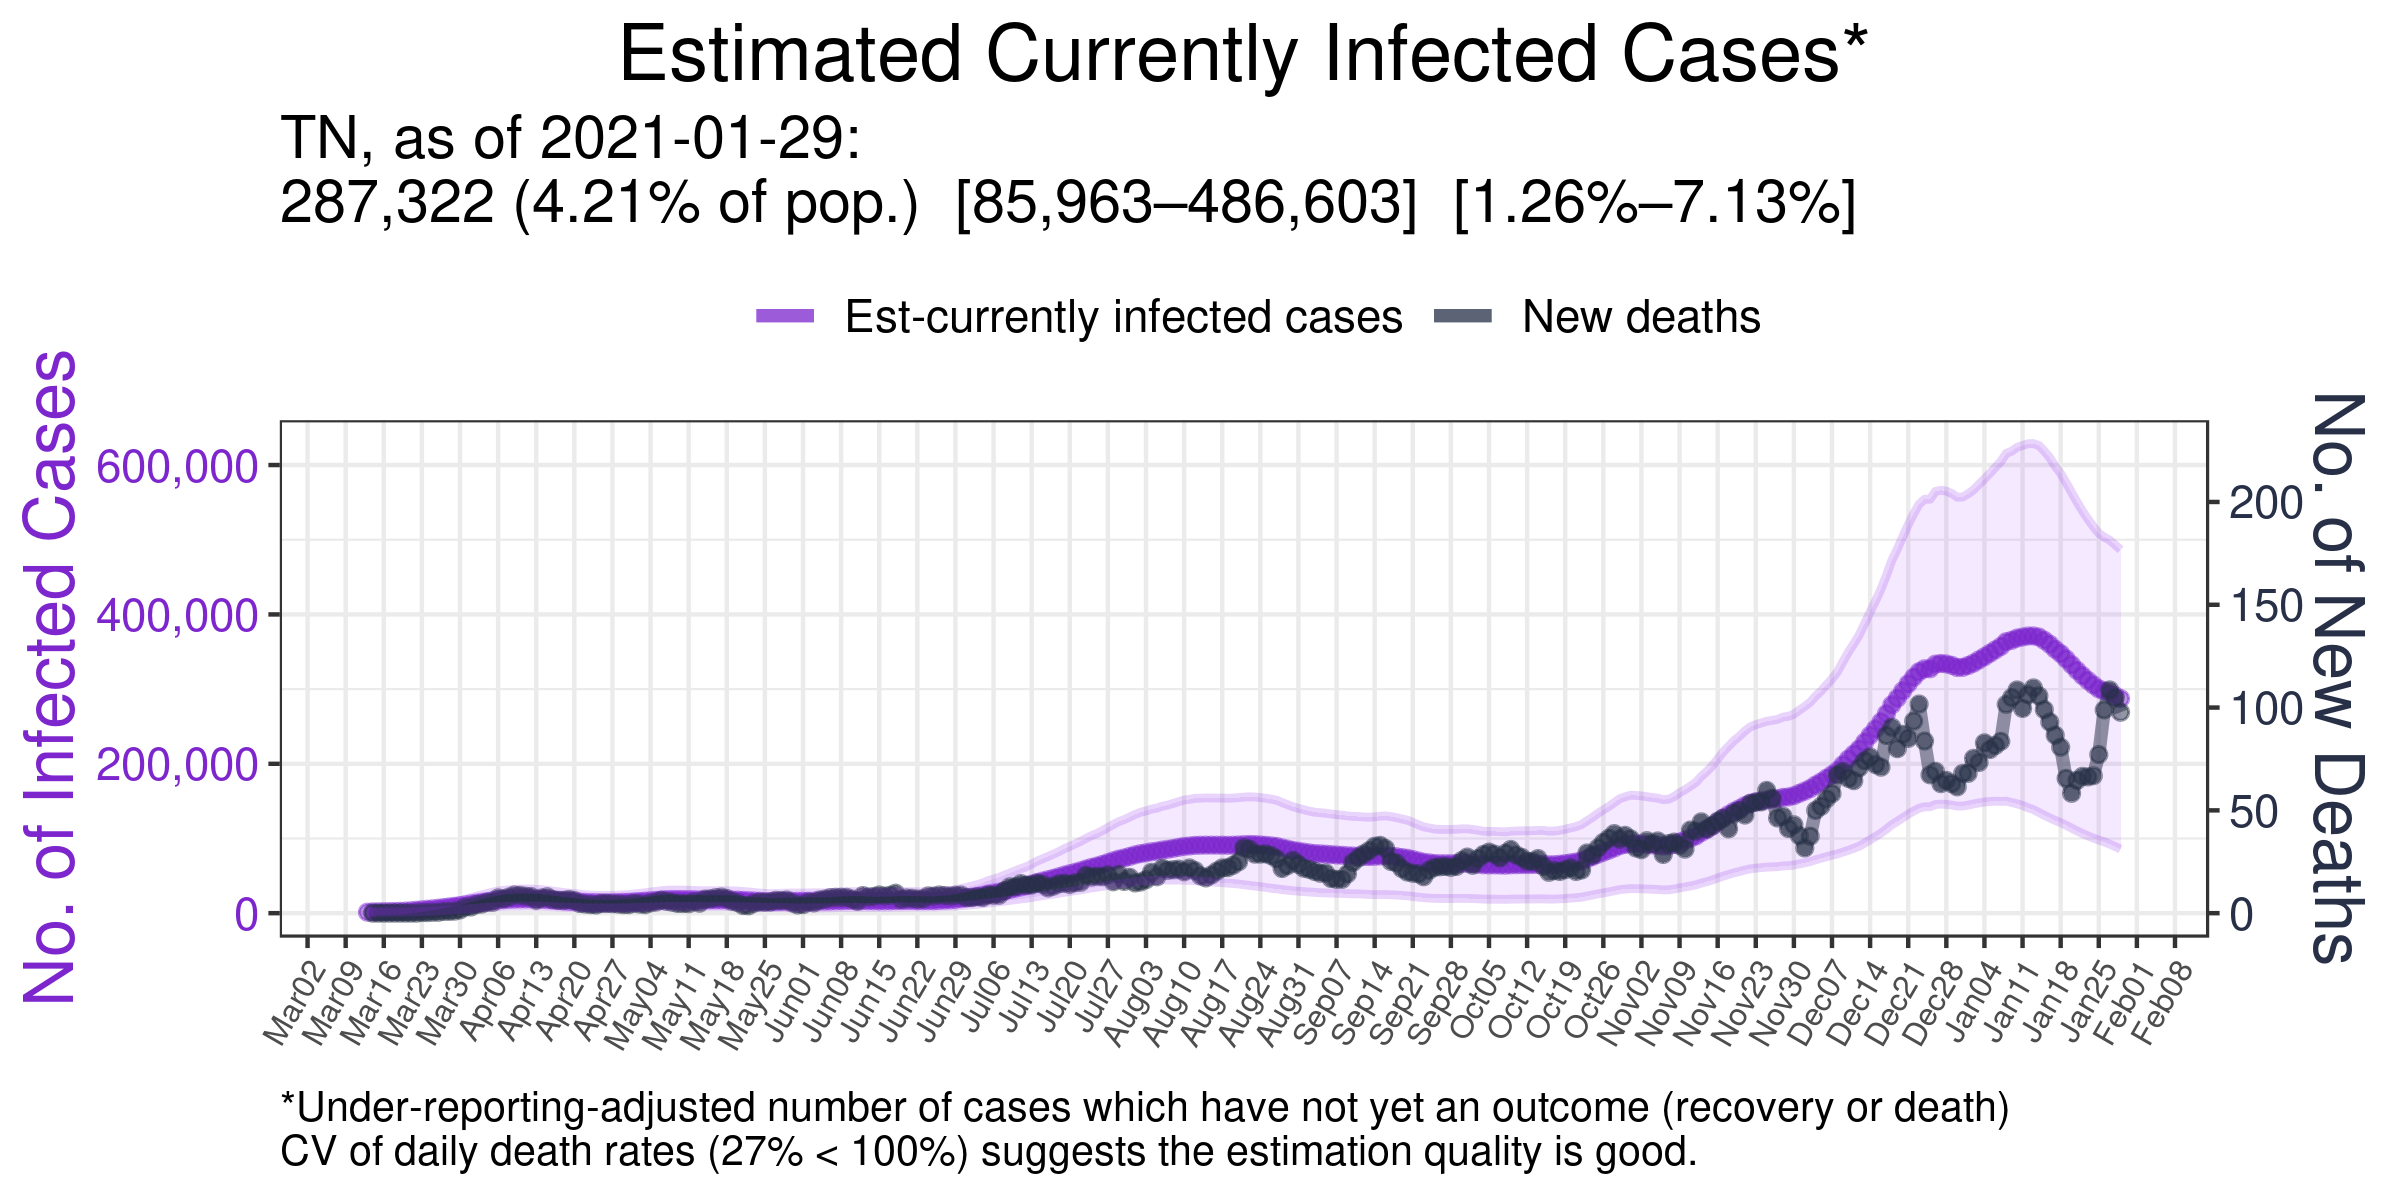 Estimated Currently Infected Cases*
TN, as of 2021-01-29:
287,322 (4.21% of pop.)  [85,963–486,603]  [1.26%–7.13%]
Est-currently infected cases
New deaths
No. of Infected Cases
600,000
400,000
200,000
0
No. of New Deaths
200
150
100
50
0
Mar02
Mar09
Mar16
Mar23
Mar30
Apr06
Apr13
Apr20
Apr27
May04
May11
May18
May25
Jun01
Jun08
Jun15
Jun22
Jun29
Jul06
Jul13
Jul20
Jul27
Aug03
Aug10
Aug17
Aug24
Aug31
Sep07
Sep14
Sep21
Sep28
Oct05
Oct12
Oct19
Oct26
Nov02
Nov09
Nov16
Nov23
Nov30
Dec07
Dec14
Dec21
Dec28
Jan04
Jan11
Jan18
Jan25
Feb01
Feb08
*Under-reporting-adjusted number of cases which have not yet an outcome (recovery or death)
CV of daily death rates (27% < 100%) suggests the estimation quality is good.